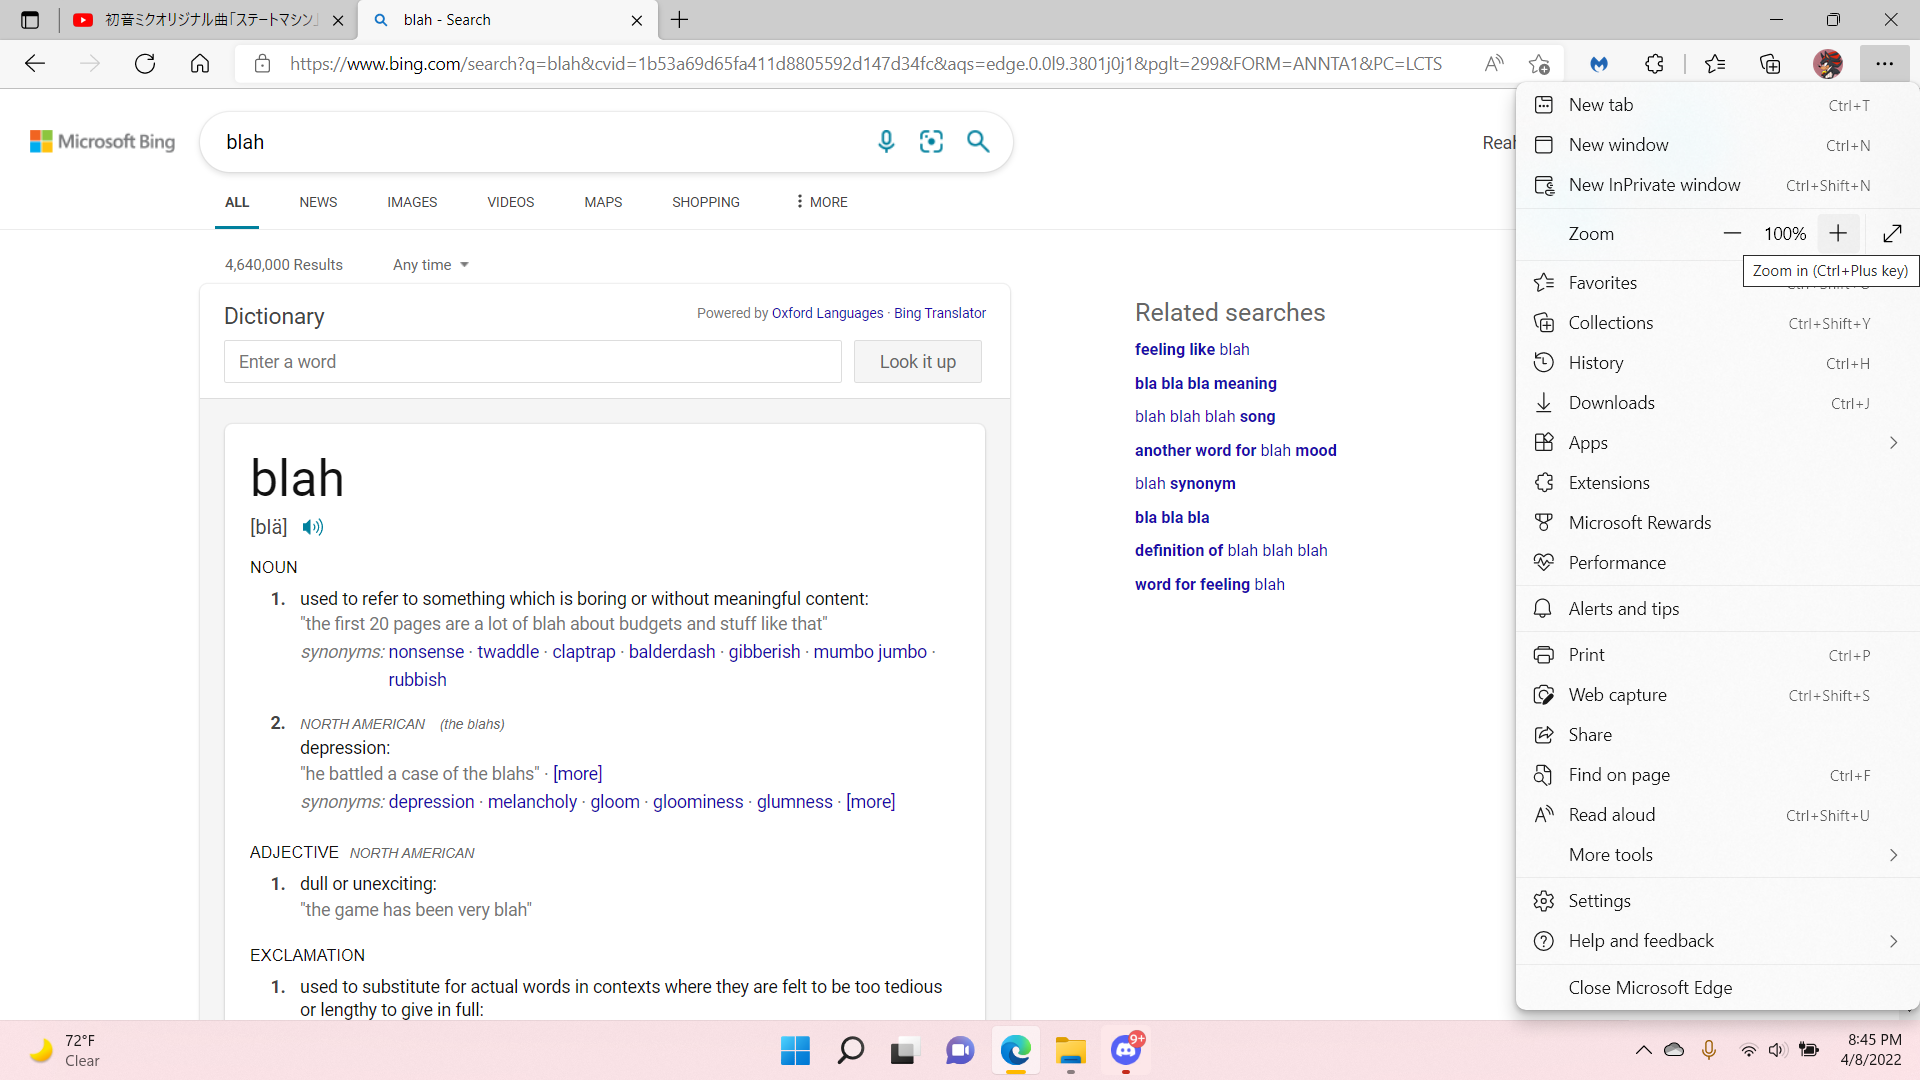 初音ミクオリジナル曲「ステートマシン」
blah - Search
https://www.bing.com/search?q=blah&cvid=1b53a69d65fa411d8805592d147d34fc&aqs=edge.0.0l9.3801j0j1&pglt=299&FORM=ANNTA1&PC=LCTS
Microsoft Bing
blah
ALL NEWS IMAGES VIDEOS MAPS SHOPPING MORE
4,640,000 Results Any time
Dictionary
Powered by Oxford Languages · Bing Translator
Enter a word
Look it up
blah
[blä]
NOUN
1. used to refer to something which is boring or without meaningful content:
"the first 20 pages are a lot of blah about budgets and stuff like that"
synonyms: nonsense · twaddle · claptrap · balderdash · gibberish · mumbo jumbo ·
rubbish
2. NORTH AMERICAN (the blahs)
depression:
"he battled a case of the blahs" · [more]
synonyms: depression · melancholy · gloom · gloominess · glumness · [more]
ADJECTIVE NORTH AMERICAN
1. dull or unexciting:
"the game has been very blah"
EXCLAMATION
1. used to substitute for actual words in contexts where they are felt to be too tedious
or lengthy to give in full:
Related searches
feeling like blah
bla bla bla meaning
blah blah blah song
another word for blah mood
blah synonym
bla bla bla
definition of blah blah blah
word for feeling blah
New tab Ctrl+T
New window Ctrl+N
New InPrivate window Ctrl+Shift+N
Zoom 100%
Zoom in (Ctrl+Plus key)
Favorites
Collections Ctrl+Shift+Y
History Ctrl+H
Downloads Ctrl+J
Apps
Extensions
Microsoft Rewards
Performance
Alerts and tips
Print Ctrl+P
Web capture Ctrl+Shift+S
Share
Find on page Ctrl+F
Read aloud Ctrl+Shift+U
More tools
Settings
Help and feedback
Close Microsoft Edge
72°F
Clear
9+
8:45 PM
4/8/2022